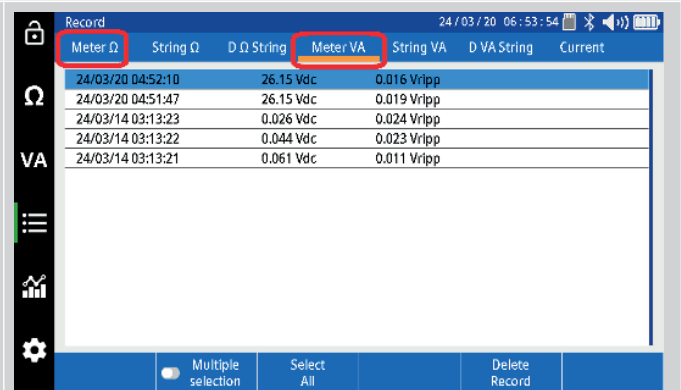 Record 24/03/20 06:53:54
Meter Ω String Ω D Ω String Meter VA String VA D VA String Current
24/03/20 04:52:10 26.15 Vdc 0.016 Vripp
24/03/20 04:51:47 26.15 Vdc 0.019 Vripp
24/03/14 03:13:23 0.026 Vdc 0.024 Vripp
24/03/14 03:13:22 0.044 Vdc 0.023 Vripp
24/03/14 03:13:21 0.061 Vdc 0.011 Vripp
Ω
VA
Multiple selection
Select All
Delete Record